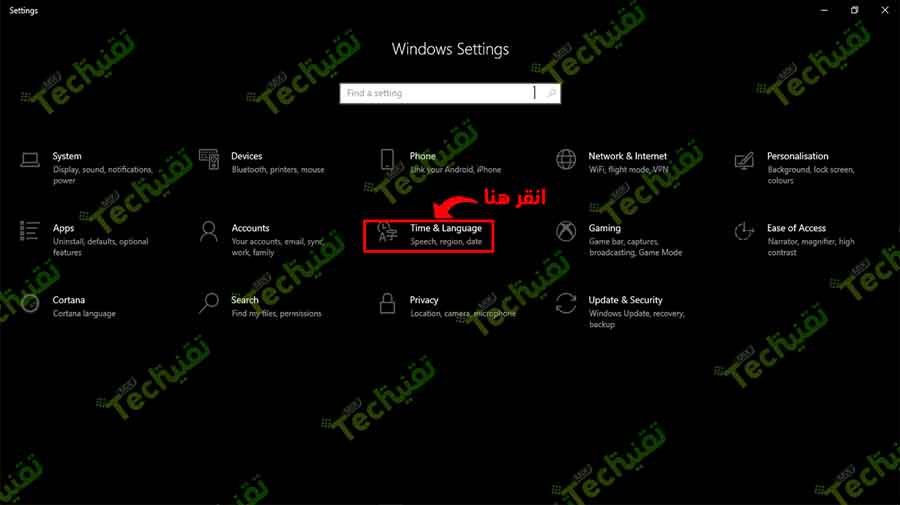 Settings
Windows Settings
Find a setting
System
Display, sound, notifications,
power
Devices
Bluetooth, printers, mouse
Phone
Link your Android, iPhone
Network & Internet
WiFi, flight mode, VPN
Personalisation
Background, lock screen,
colours
انقر هنا
Apps
Uninstall, defaults, optional
features
Accounts
Your accounts, email, sync,
work, family
Time & Language
Speech, region, date
Gaming
Game bar, captures,
broadcasting, Game Mode
Ease of Access
Narrator, magnifier, high
contrast
Cortana
Cortana language
Search
Find my files, permissions
Privacy
Location, camera, microphone
Update & Security
Windows Update, recovery,
backup
تقنيتك
Tech